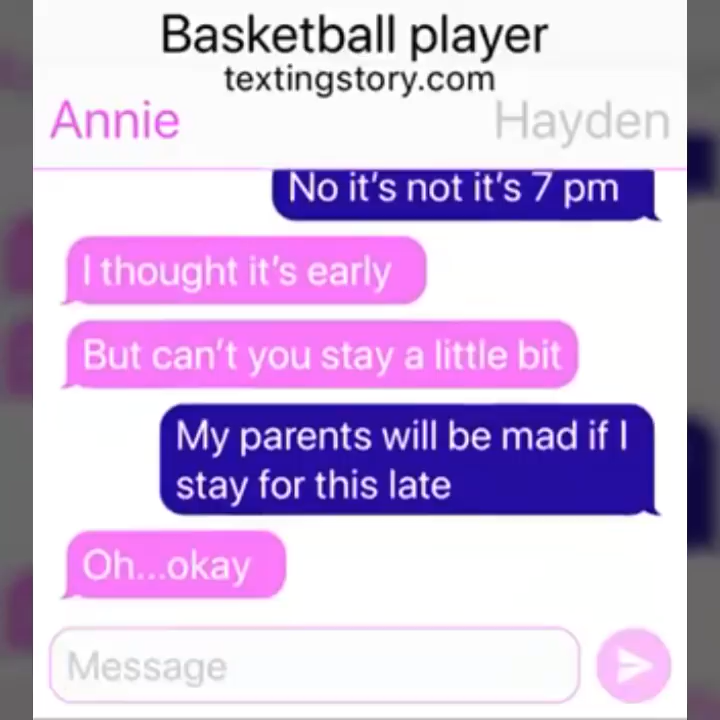 Basketball player
textingstory.com
Annie
Hayden
No it's not it's 7 pm
I thought it's early
But can't you stay a little bit
My parents will be mad if I
stay for this late
Oh...okay
Message